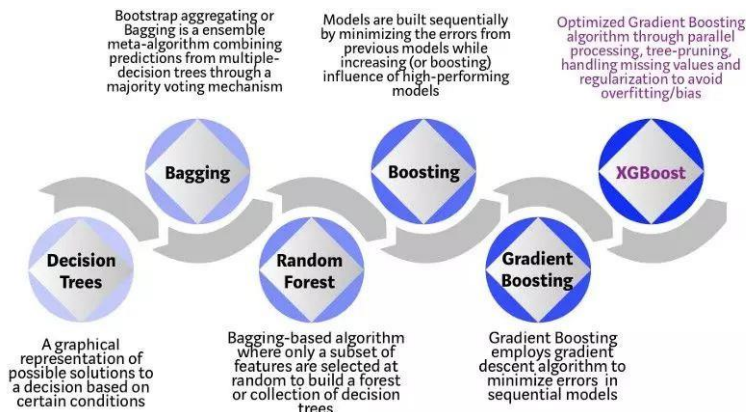 Bootstrap aggregating or
Bagging is a ensemble
meta-algorithm combining
predictions from multiple-
decision trees through a
majority voting mechanism
Models are built sequentially
by minimizing the errors from
previous models while
increasing (or boosting)
influence of high-performing
models
Optimized Gradient Boosting
algorithm through parallel
processing, tree-pruning,
handling missing values and
regularization to avoid
overfitting/bias
Bagging
Boosting
XGBoost
Decision
Trees
Random
Forest
Gradient
Boosting
A graphical
representation of
possible solutions to
a decision based on
certain conditions
Bagging-based algorithm
where only a subset of
features are selected at
random to build a forest
or collection of decision
trees
Gradient Boosting
employs gradient
descent algorithm to
minimize errors in
sequential models